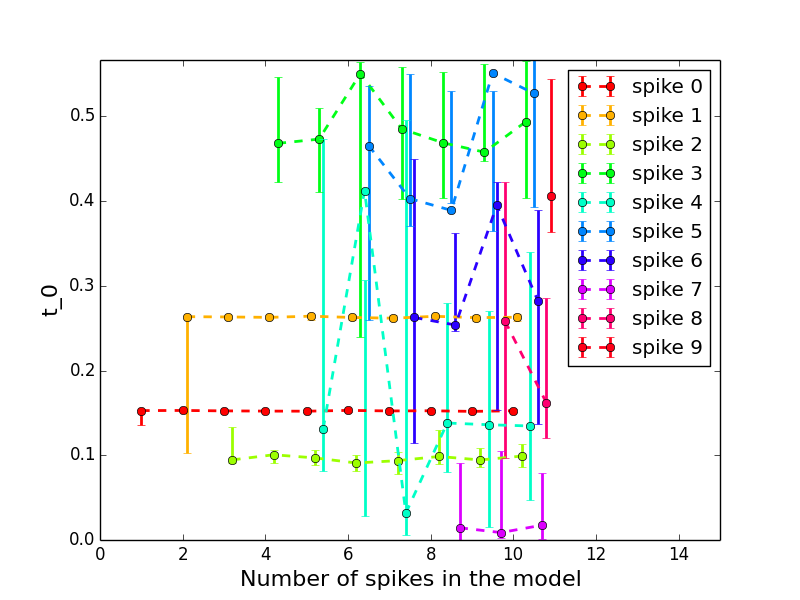 0.5
0.4
0.3
0.2
0.1
0.0
t_0
0 2 4 6 8 10 12 14
Number of spikes in the model
spike 0
spike 1
spike 2
spike 3
spike 4
spike 5
spike 6
spike 7
spike 8
spike 9